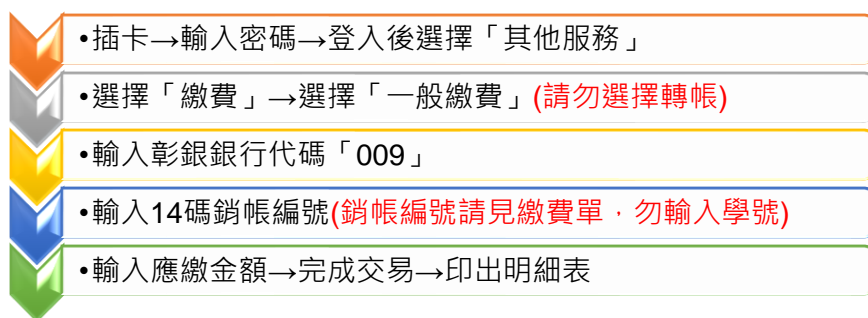 •插卡→輸入密碼→登入後選擇「其他服務」
•選擇「繳費」→選擇「一般繳費」(請勿選擇轉帳)
•輸入彰銀銀行代碼「009」
•輸入14碼銷帳編號(銷帳編號請見繳費單，勿輸入學號)
•輸入應繳金額→完成交易→印出明細表